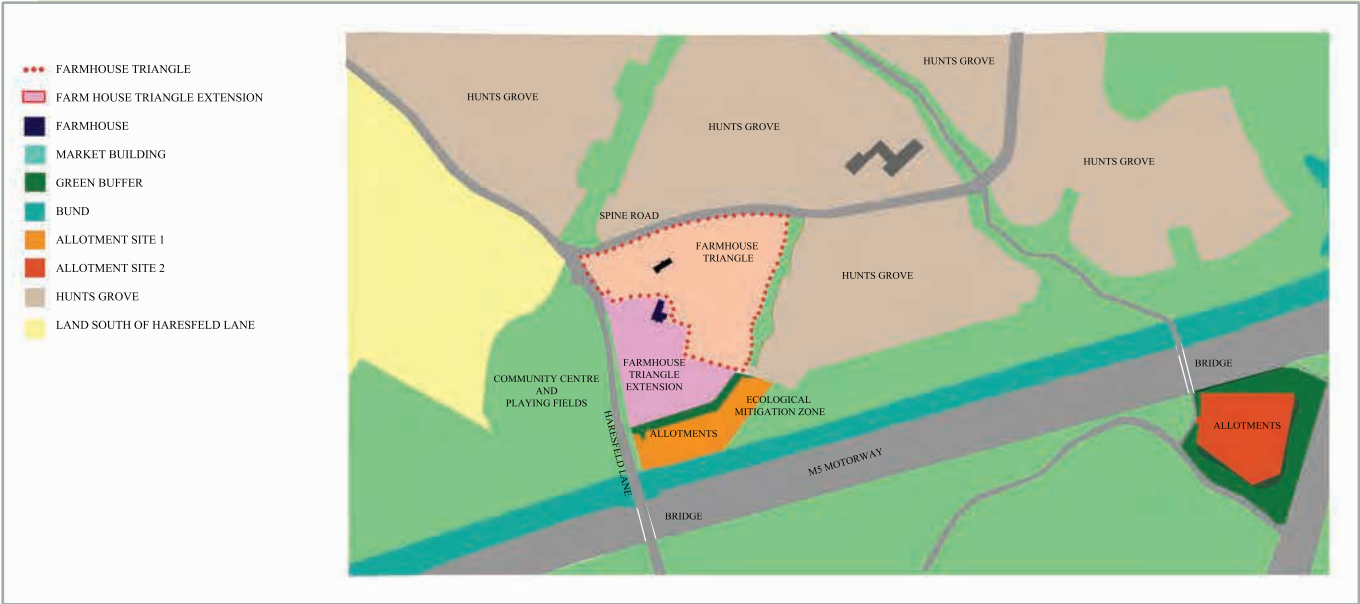 FARMHOUSE TRIANGLE
FARM HOUSE TRIANGLE EXTENSION
FARMHOUSE
MARKET BUILDING
GREEN BUFFER
BUND
ALLOTMENT SITE 1
ALLOTMENT SITE 2
HUNTS GROVE
LAND SOUTH OF HARESFELD LANE
HUNTS GROVE
HUNTS GROVE
HUNTS GROVE
HUNTS GROVE
SPINE ROAD
FARMHOUSE
TRIANGLE
HUNTS GROVE
FARMHOUSE
TRIANGLE
EXTENSION
COMMUNITY CENTRE
AND
PLAYING FIELDS
ECOLOGICAL
MITIGATION ZONE
ALLOTMENTS
HARESFELD LANE
M5 MOTORWAY
BRIDGE
BRIDGE
ALLOTMENTS